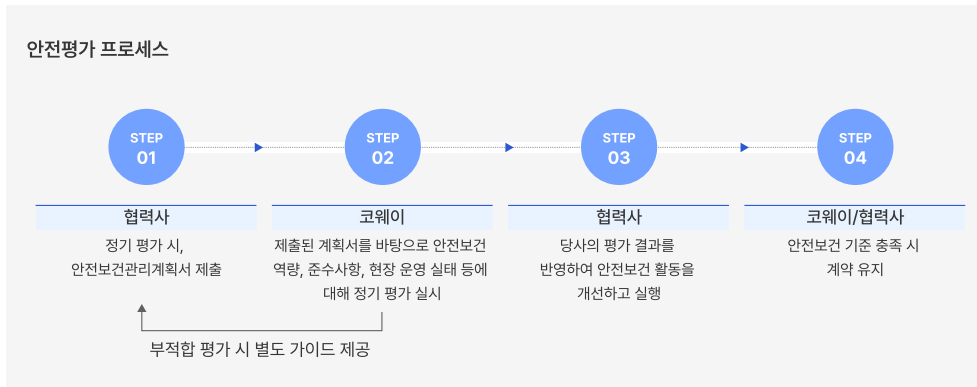 안전평가 프로세스
STEP
01
STEP
02
STEP
03
STEP
04
협력사
정기 평가 시,
안전보건관리계획서 제출
코웨이
제출된 계획서를 바탕으로 안전보건
역량, 준수사항, 현장 운영 실태 등에
대해 정기 평가 실시
협력사
당사의 평가 결과를
반영하여 안전보건 활동을
개선하고 실행
코웨이/협력사
안전보건 기준 충족 시
계약 유지
부적합 평가 시 별도 가이드 제공